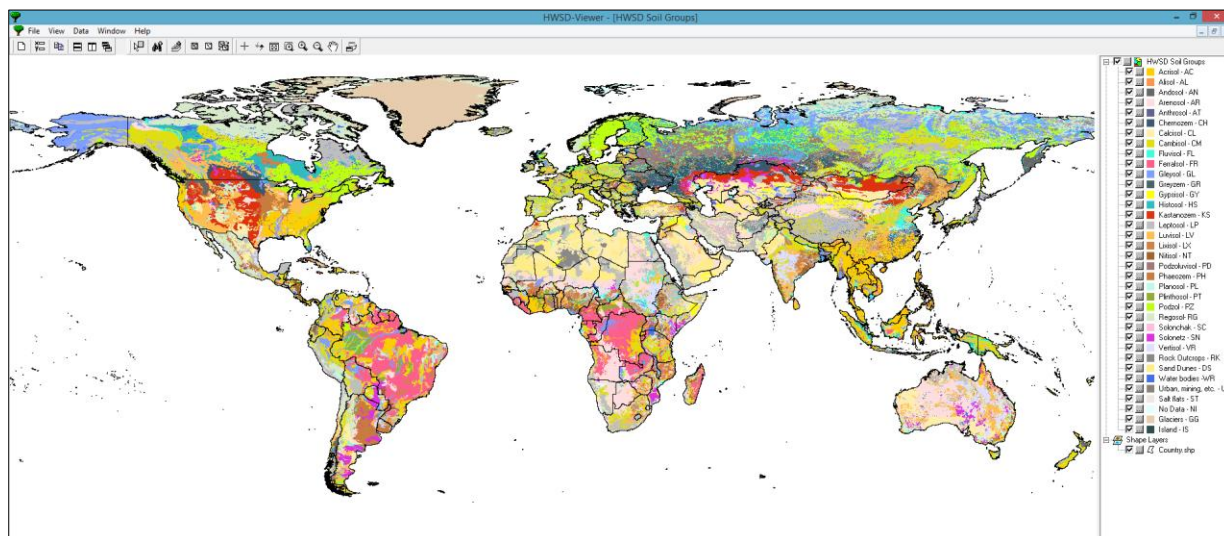 HWSD-Viewer - [HWSD Soil Groups]
File View Data Window Help
HWSD Soil Groups
Acrisol - AC
Alisol - AL
Andosol - AN
Arenosol - AR
Anthrosol - AT
Chernozem - CH
Calcisol - CL
Cambisol - CM
Fluvisol - FL
Ferralsol - FR
Gleysol - GL
Greyzem - GR
Gypsisol - GY
Histosol - HS
Kastanozem - KS
Leptosol - LP
Luvisol - LV
Lixisol - LX
Nitisol - NT
Podzoluvisol - PD
Phaeozem - PH
Planosol - PL
Plinthosol - PT
Podzol - PZ
Regosol - RG
Solonchak - SC
Solonetz - SN
Vertisol - VR
Rock Outcrops - RK
Sand Dunes - DS
Water bodies -WR
Urban, mining, etc. - U
Salt flats - ST
No Data - NI
Glaciers - GG
Island - IS
Shape Layers
Country.shp